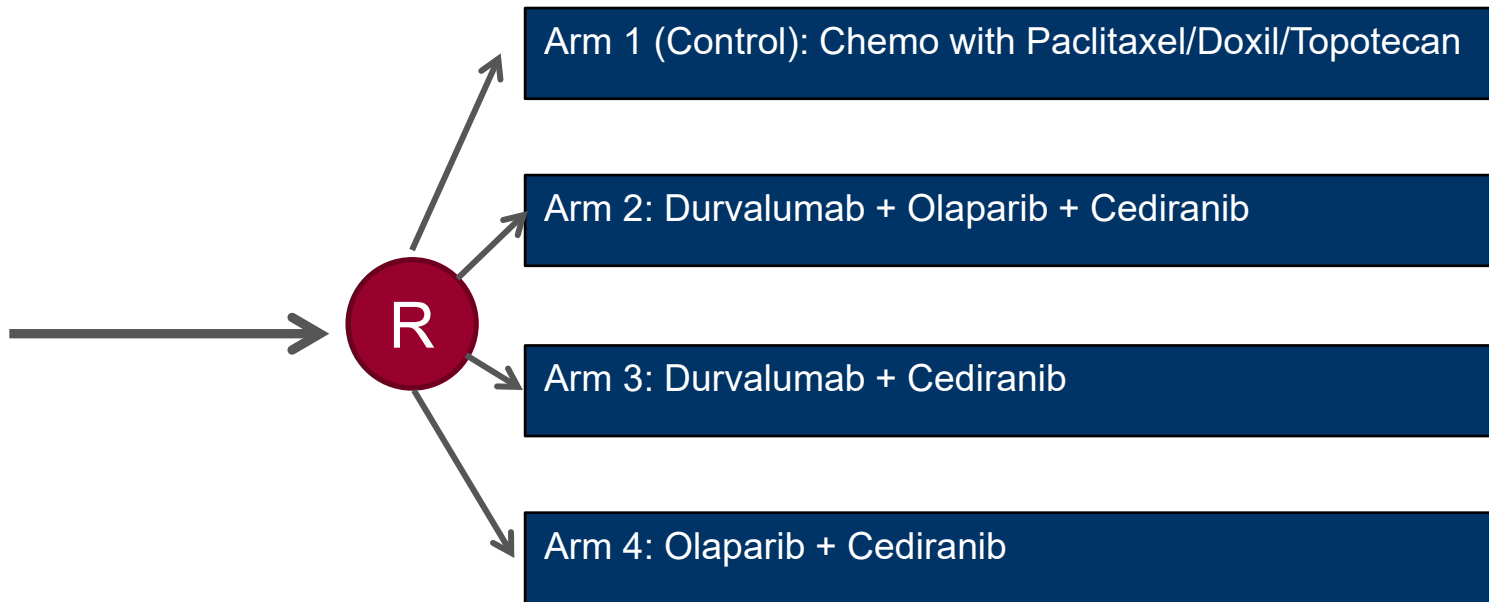 Arm 1 (Control): Chemo with Paclitaxel/Doxil/Topotecan
Arm 2: Durvalumab + Olaparib + Cediranib
R
Arm 3: Durvalumab + Cediranib
Arm 4: Olaparib + Cediranib